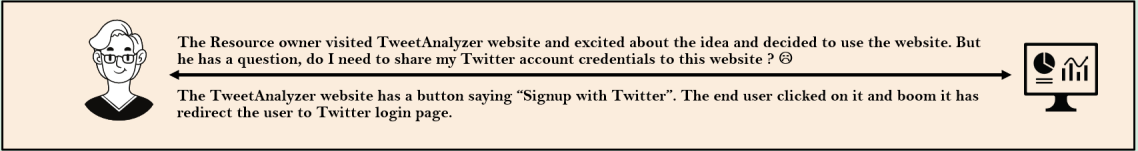 The Resource owner visited TweetAnalyzer website and excited about the idea and decided to use the website. But
he has a question, do I need to share my Twitter account credentials to this website ? ☹
The TweetAnalyzer website has a button saying “Signup with Twitter”. The end user clicked on it and boom it has
redirect the user to Twitter login page.